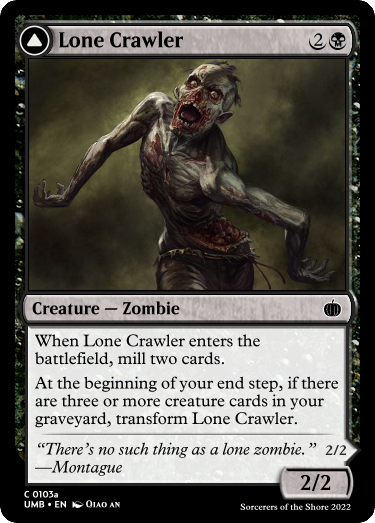 Lone Crawler 2
Creature — Zombie
When Lone Crawler enters the
battlefield, mill two cards.
At the beginning of your end step, if there
are three or more creature cards in your
graveyard, transform Lone Crawler.
“There's no such thing as a lone zombie.” 2/2
—Montague
2/2
C 0103a
UMB • EN QIAO AN
Sorcerers of the Shore 2022